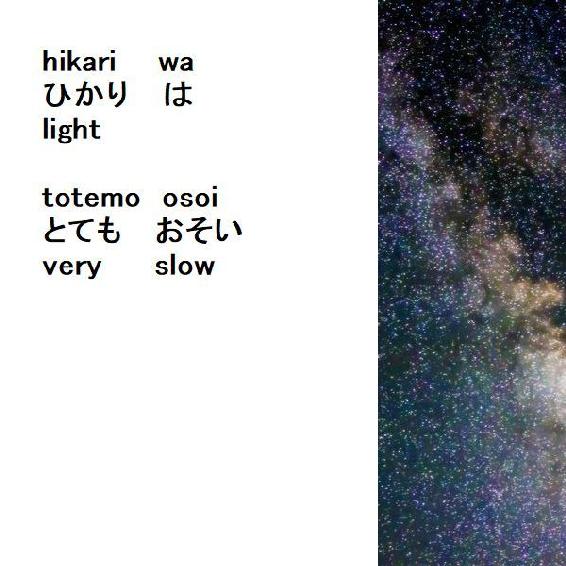 hikari wa
ひかり は
light
totemo osoi
とても おそい
very slow